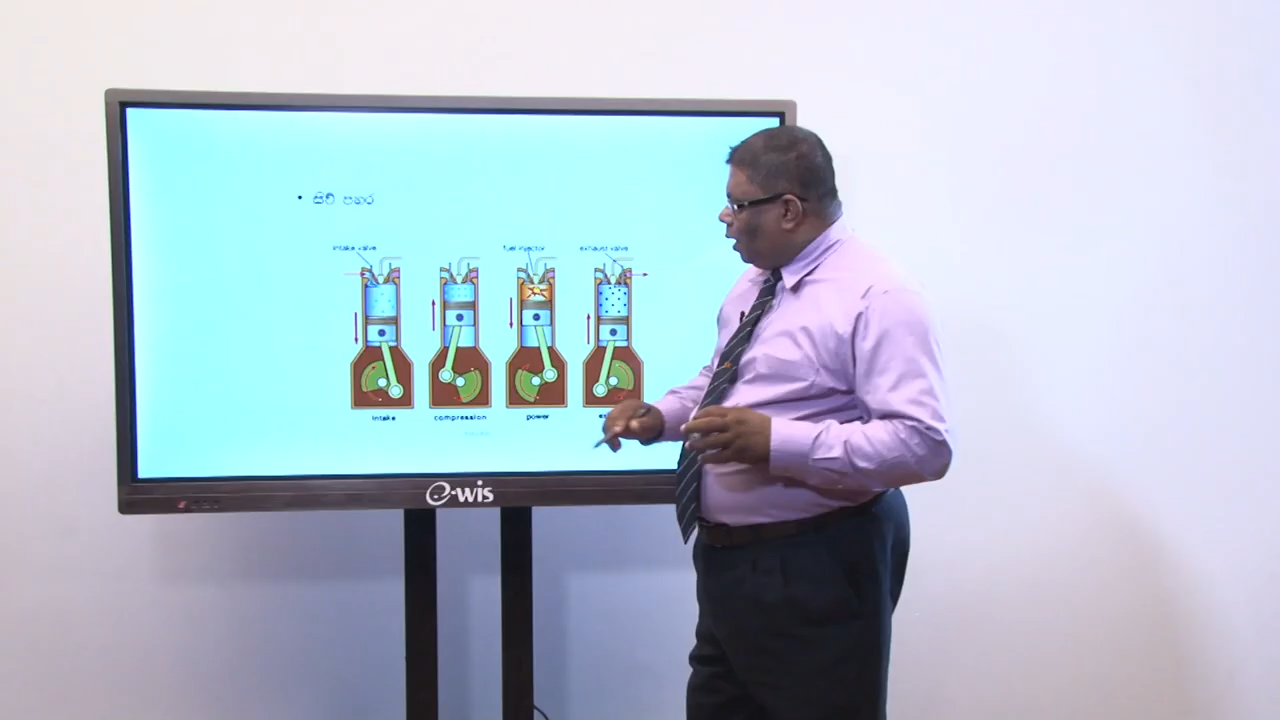 • සිව් පහර
intake valve
fuel injector
exhaust valve
intake
compression
power
e-wis